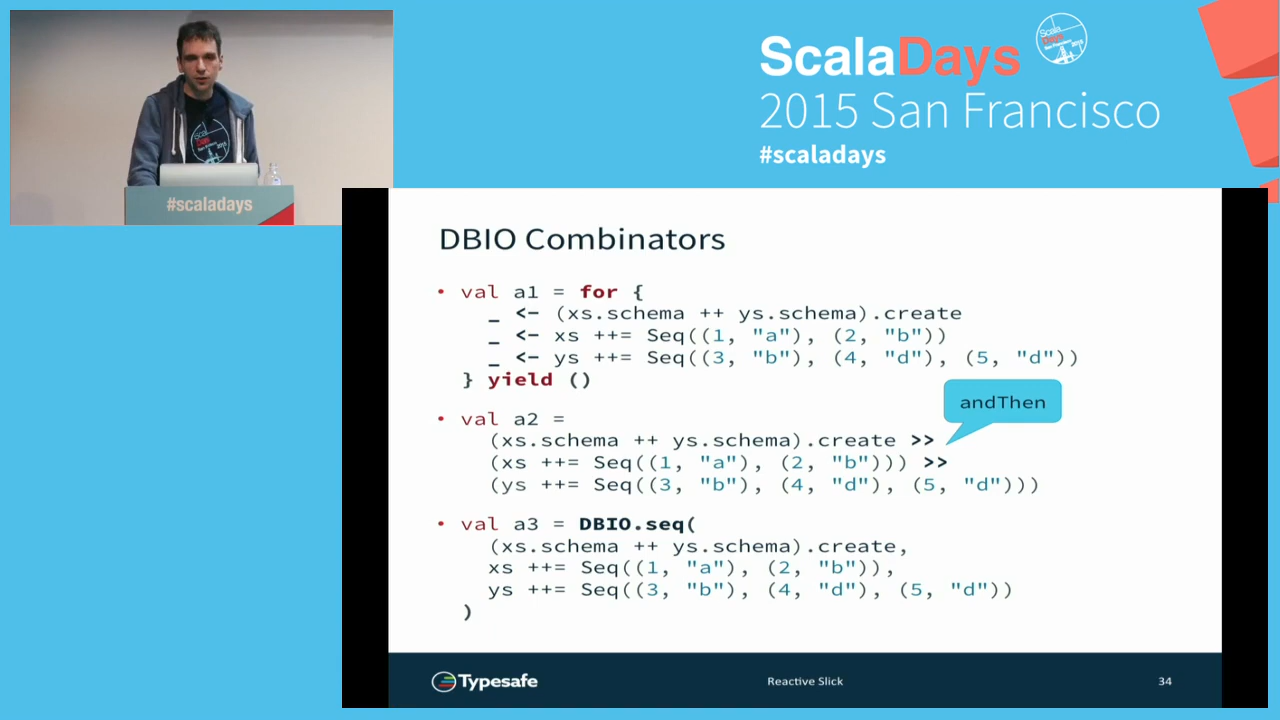 ScalaDays
2015 San Francisco
#scaladays
#scaladays
DBIO Combinators
• val a1 = for {
_ <- (xs.schema ++ ys.schema).create
_ <- xs ++= Seq((1, "a"), (2, "b"))
_ <- ys ++= Seq((3, "b"), (4, "d"), (5, "d"))
} yield ()
andThen
• val a2 =
(xs.schema ++ ys.schema).create >>
(xs ++= Seq((1, "a"), (2, "b"))) >>
(ys ++= Seq((3, "b"), (4, "d"), (5, "d")))
• val a3 = DBIO.seq(
(xs.schema ++ ys.schema).create,
xs ++= Seq((1, "a"), (2, "b")),
ys ++= Seq((3, "b"), (4, "d"), (5, "d"))
)
Typesafe
Reactive Slick
34